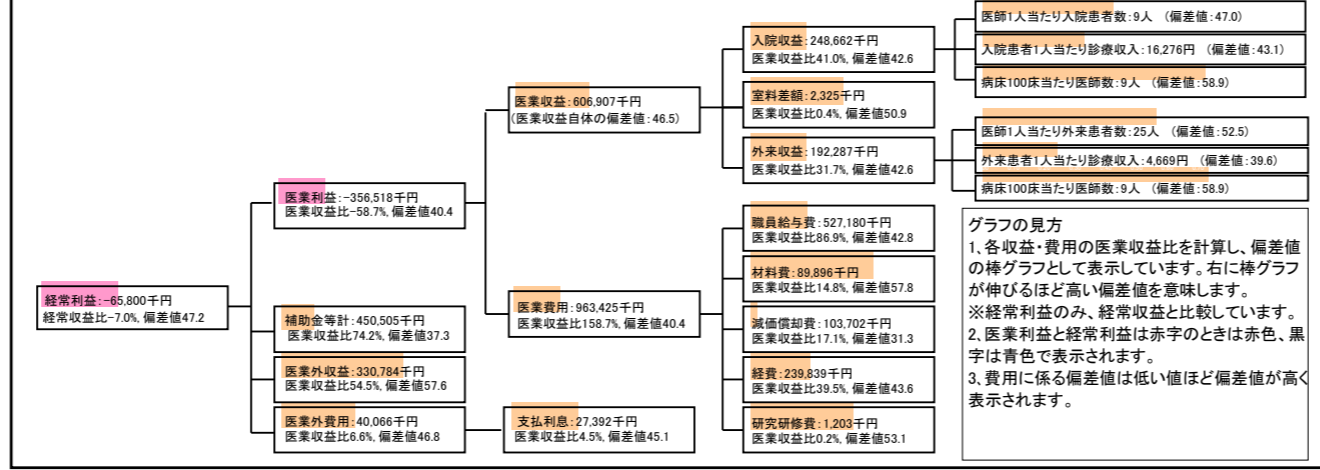 医師1人当たり入院患者数:9人 (偏差値:47.0)
入院収益:248,662千円
医業収益比41.0%, 偏差値42.6
入院患者1人当たり診療収入:16,276円 (偏差値:43.1)
病床100床当たり医師数:9人 (偏差値:58.9)
医業収益:606,907千円
(医業収益自体の偏差値:46.5)
室料差額:2,325千円
医業収益比0.4%, 偏差値50.9
医師1人当たり外来患者数:25人 (偏差値:52.5)
外来収益:192,287千円
医業収益比31.7%, 偏差値42.6
外来患者1人当たり診療収入:4,669円 (偏差値:39.6)
病床100床当たり医師数:9人 (偏差値:58.9)
医業利益:-356,518千円
医業収益比-58.7%, 偏差値40.4
職員給与費:527,180千円
医業収益比86.9%, 偏差値42.8
材料費:89,896千円
医業収益比14.8%, 偏差値57.8
経常利益:-65,800千円
経常収益比-7.0%, 偏差値47.2
医業費用:963,425千円
医業収益比158.7%, 偏差値40.4
補助金等計:450,505千円
医業収益比74.2%, 偏差値37.3
減価償却費:103,702千円
医業収益比17.1%, 偏差値31.3
医業外収益:330,784千円
医業収益比54.5%, 偏差値57.6
経費:239,839千円
医業収益比39.5%, 偏差値43.6
医業外費用:40,066千円
医業収益比6.6%, 偏差値46.8
支払利息:27,392千円
医業収益比4.5%, 偏差値45.1
研究研修費:1,203千円
医業収益比0.2%, 偏差値53.1
グラフの見方
1、各収益・費用の医業収益比を計算し、偏差値
の棒グラフとして表示しています。右に棒グラフ
が伸びるほど高い偏差値を意味します。
※経常利益のみ、経常収益と比較しています。
2、医業利益と経常利益は赤字のときは赤色、黒
字は青色で表示されます。
3、費用に係る偏差値は低い値ほど偏差値が高く
表示されます。